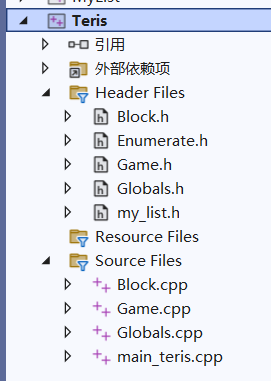 MyList
Teris
引用
外部依赖项
Header Files
Block.h
Enumerate.h
Game.h
Globals.h
my_list.h
Resource Files
Source Files
Block.cpp
Game.cpp
Globals.cpp
main_teris.cpp